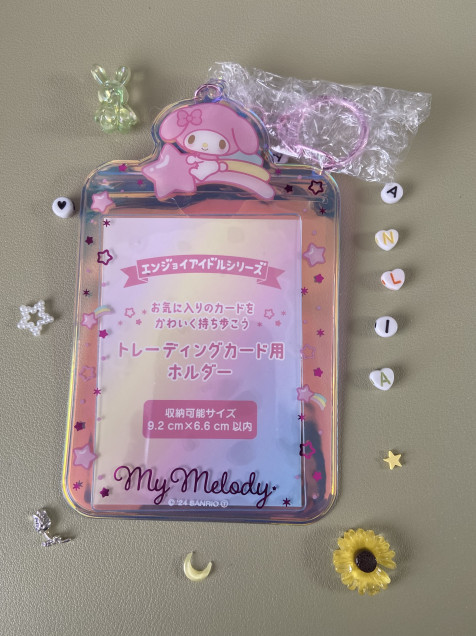 エンジョイアイドルシリーズ
お気に入りのカードを
かわいく持ち歩こう
トレーディングカード用
ホルダー
収納可能サイズ
9.2 cm×6.6 cm 以内
My Melody
© '24 SANRIO ①
A
A
N
L
I
A